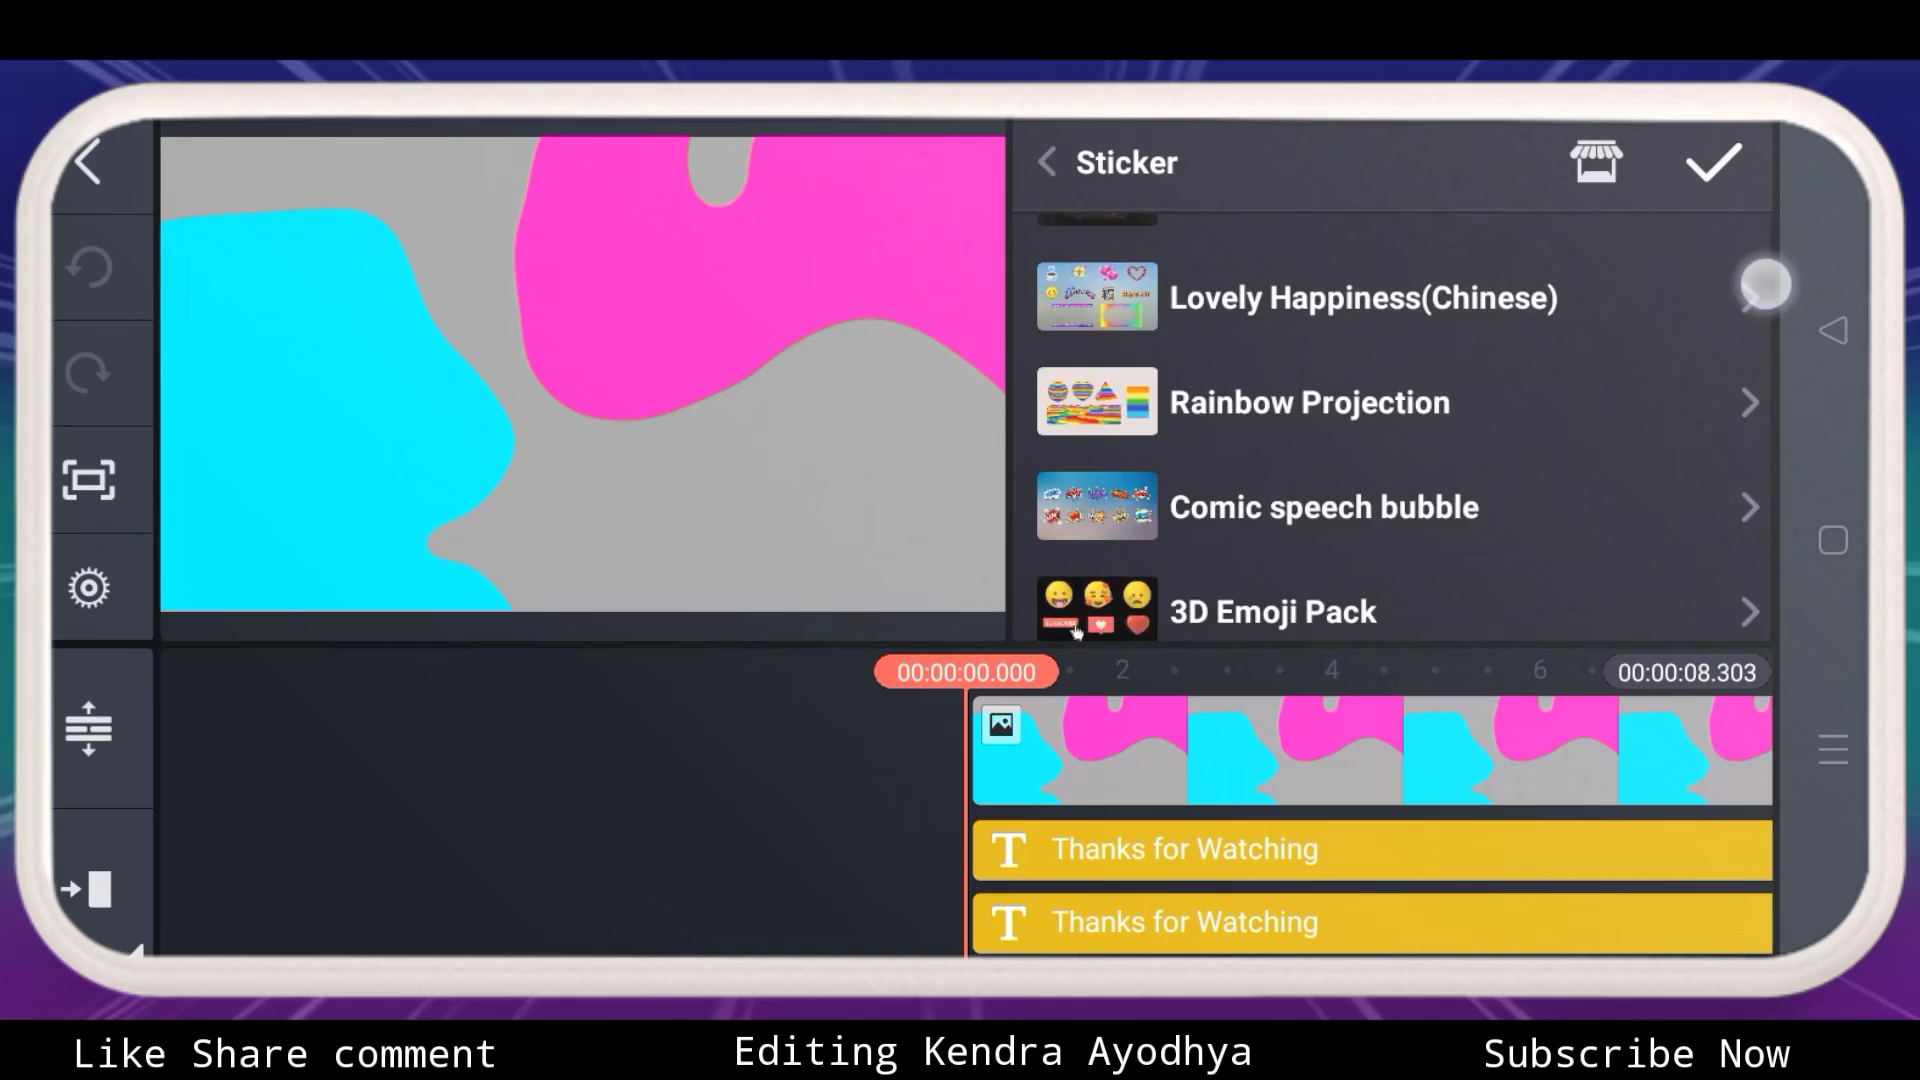 Sticker
Lovely Happiness(Chinese)
Rainbow Projection
Comic speech bubble
3D Emoji Pack
00:00:00.000
2
4
6
00:00:08.303
T Thanks for Watching
T Thanks for Watching
Like Share comment
Editing Kendra Ayodhya
Subscribe Now